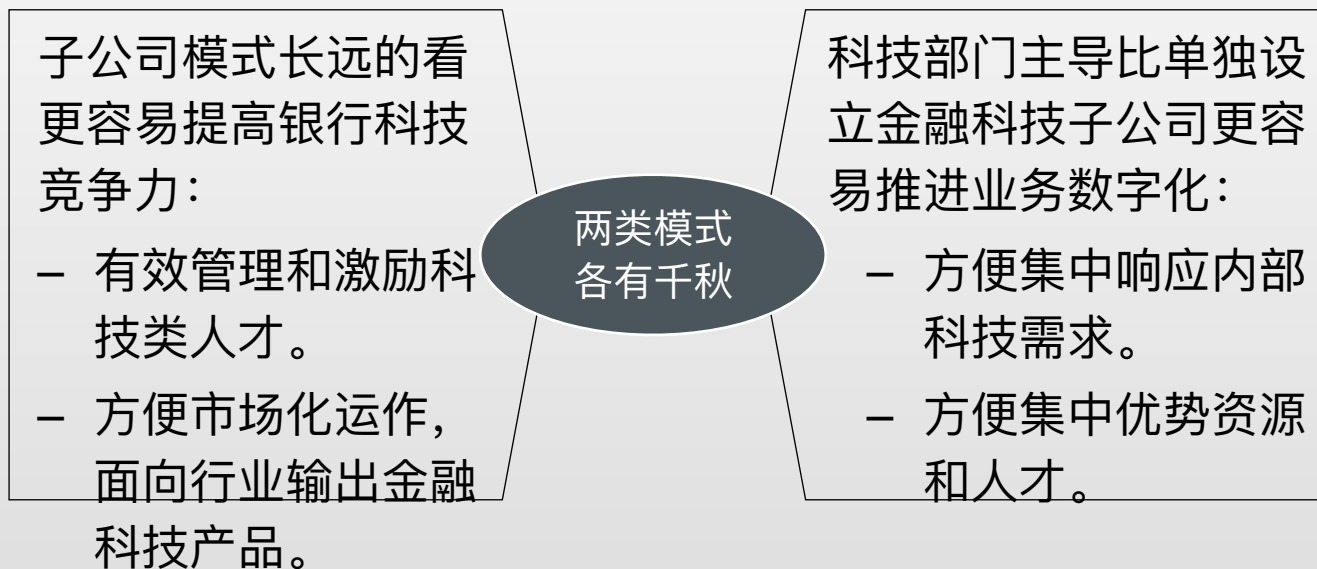 子公司模式长远的看
更容易提高银行科技
竞争力：
– 有效管理和激励科
技类人才。
– 方便市场化运作，
面向行业输出金融
科技产品。
两类模式
各有千秋
科技部门主导比单独设
立金融科技子公司更容
易推进业务数字化：
– 方便集中响应内部
科技需求。
– 方便集中优势资源
和人才。